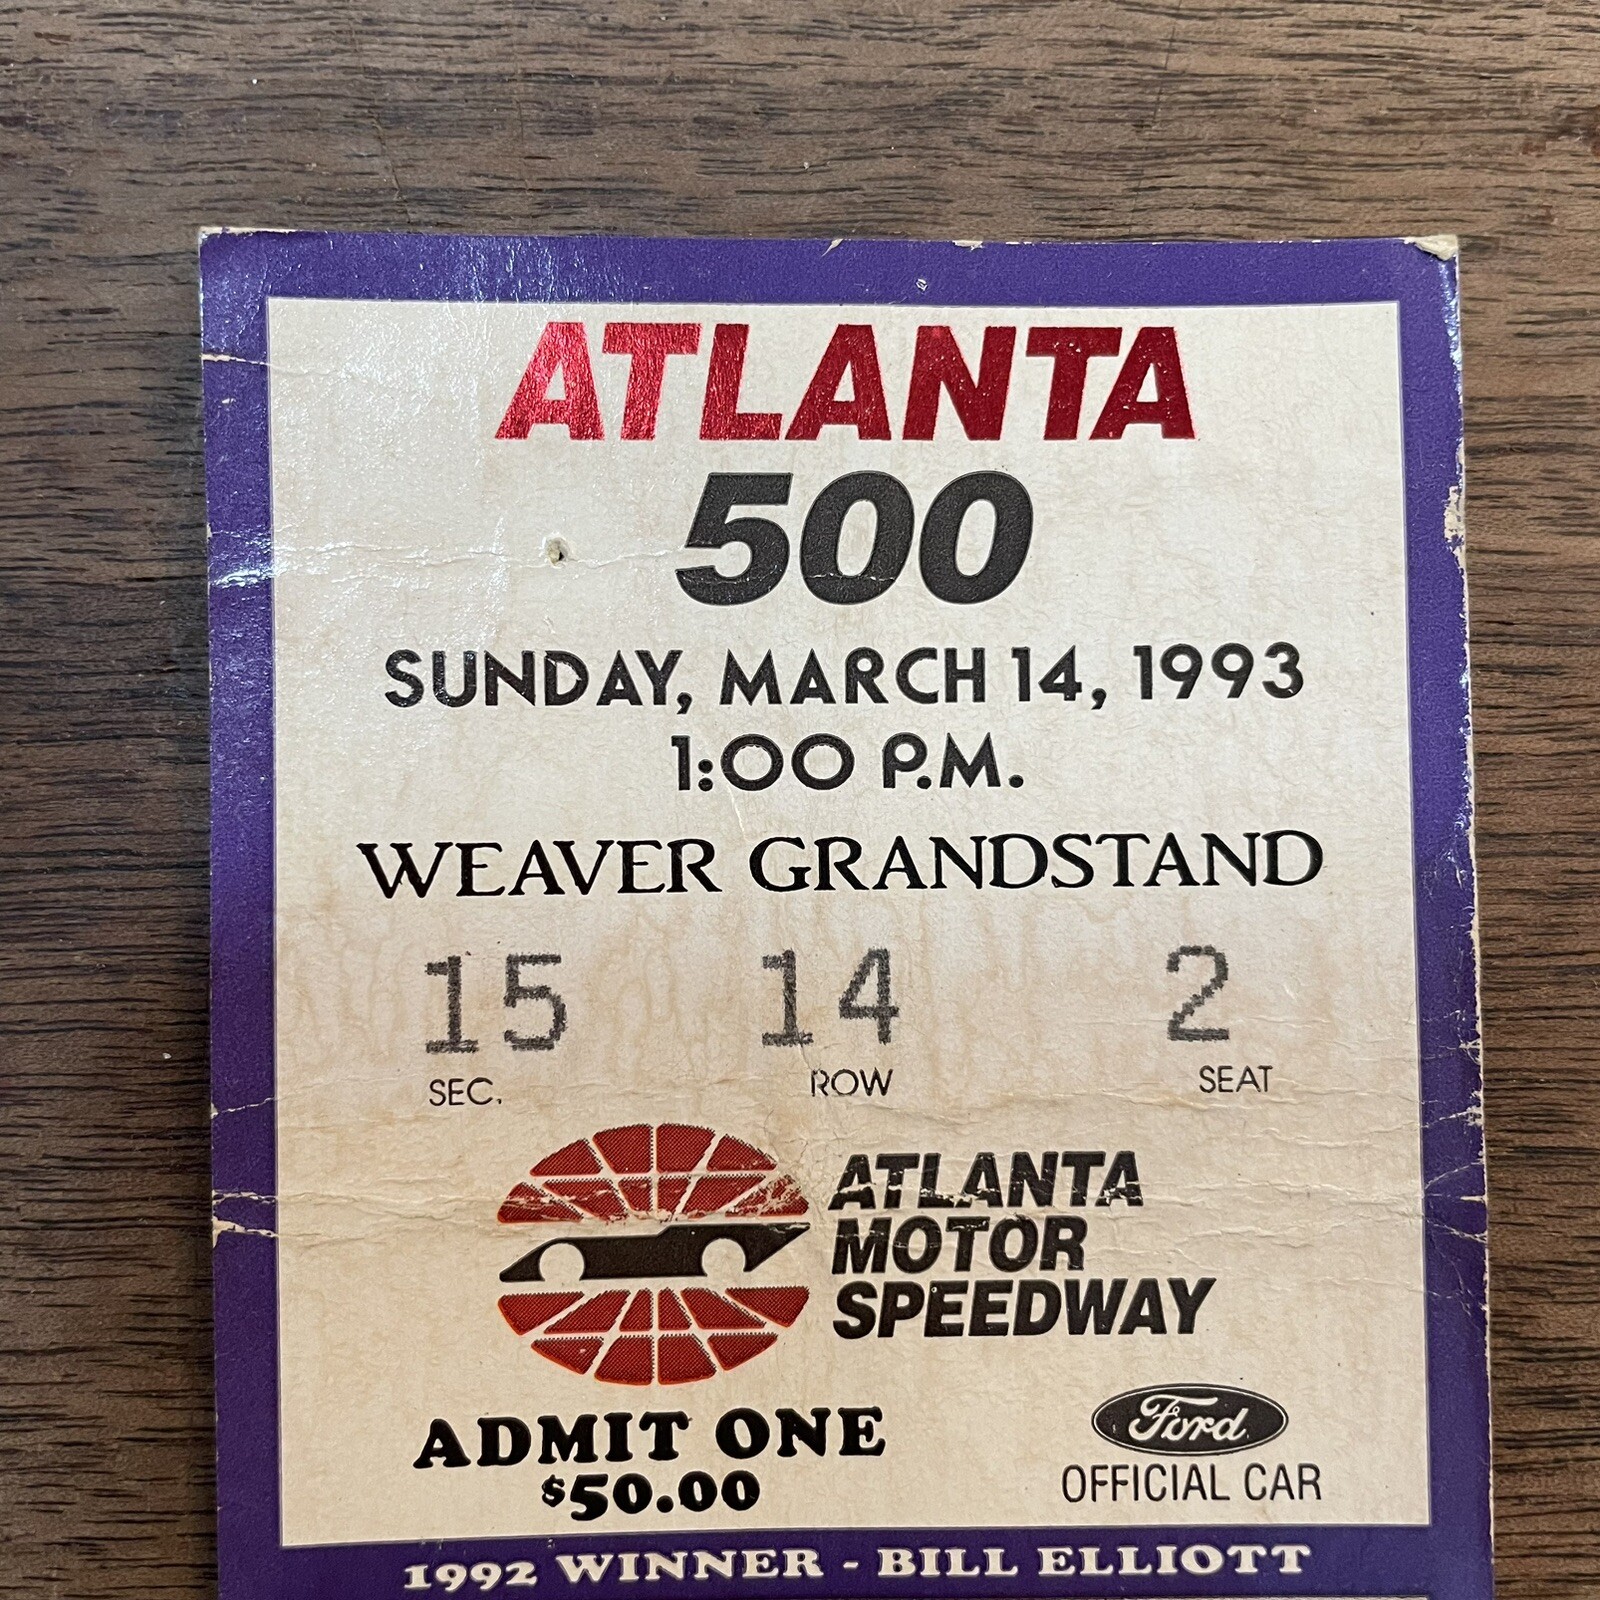 ATLANTA
500
SUNDAY, MARCH 14, 1993
1:00 P.M.
WEAVER GRANDSTAND
15 14 2
SEC. ROW SEAT
ATLANTA
MOTOR
SPEEDWAY
ADMIT ONE
$50.00
Ford
OFFICIAL CAR
1992 WINNER - BILL ELLIOTT